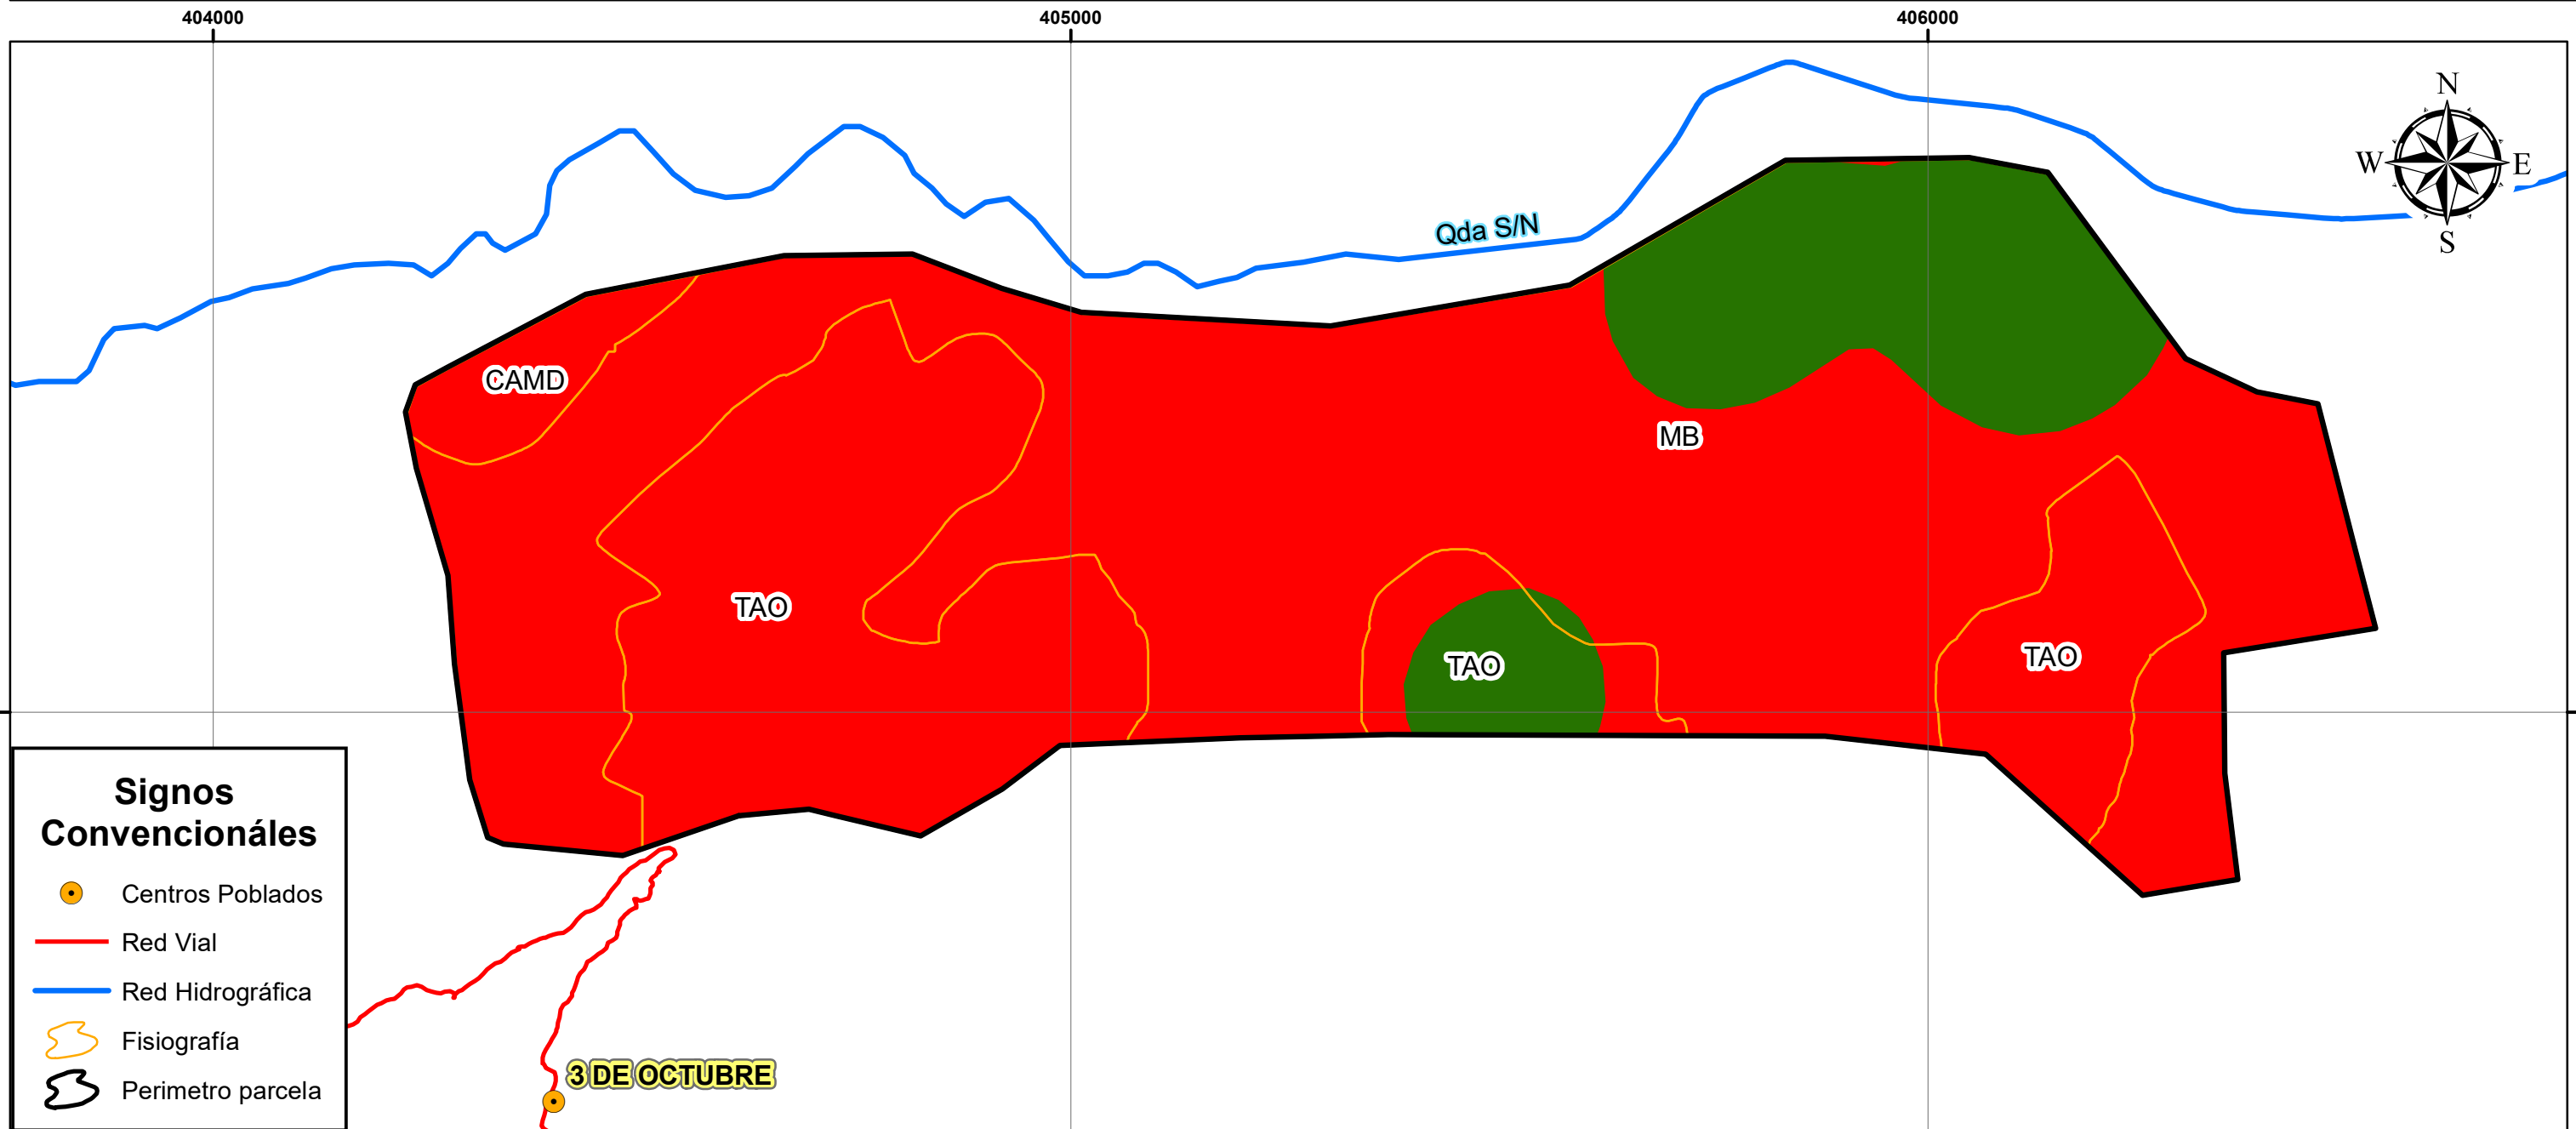 404000
405000
406000
N
W
E
S
Qda S/N
CAMD
MB
TAO
TAO
TAO
Signos
Convencionáles
Centros Poblados
Red Vial
Red Hidrográfica
Fisiografía
Perimetro parcela
3 DE OCTUBRE